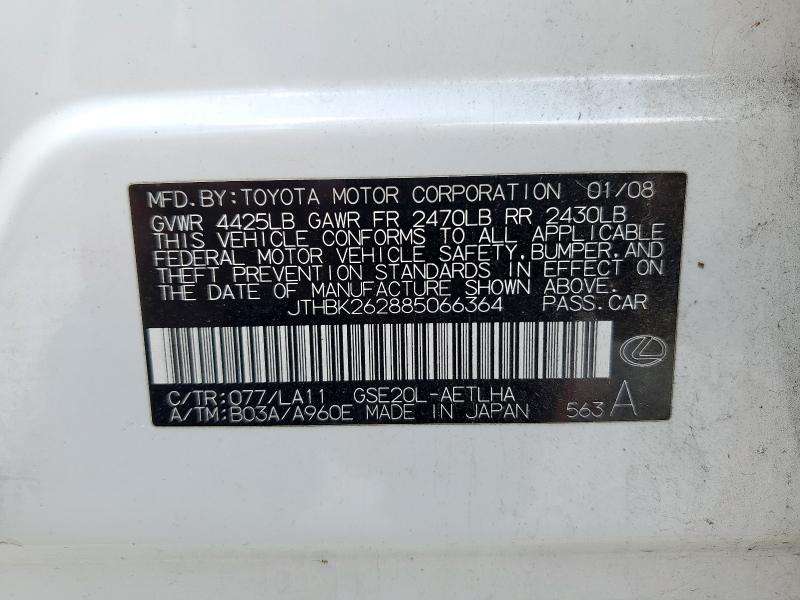 MFD. BY: TOYOTA MOTOR CORPORATION 01/08
GVWR 4425LB GAWR FR 2470LB RR 2430LB
THIS VEHICLE CONFORMS TO ALL APPLICABLE
FEDERAL MOTOR VEHICLE SAFETY, BUMPER, AND
THEFT PREVENTION STANDARDS IN EFFECT ON
THE DATE OF MANUFACTURE SHOWN ABOVE.
JTHBK262885066364 PASS. CAR
C/TR: 077/LA11 GSE20L-AETLHA
A/TM: B03A/A960E MADE IN JAPAN 563 A